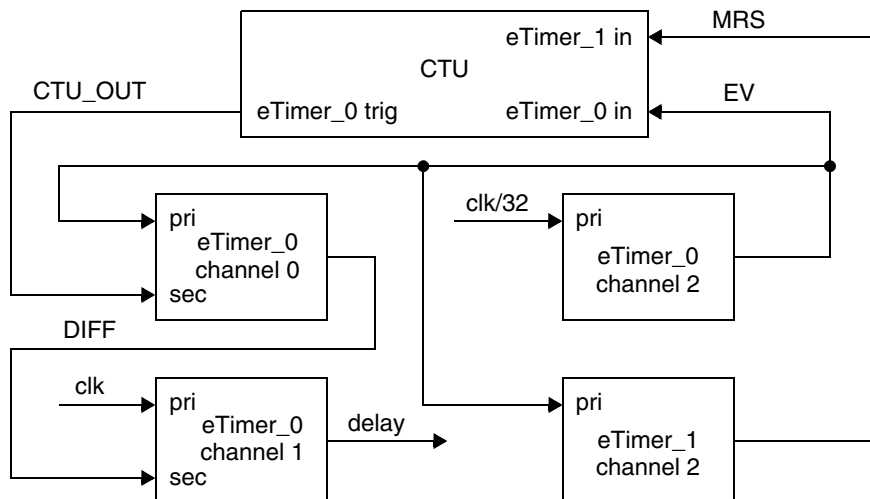 MRS
eTimer_1 in
CTU
CTU_OUT
EV
eTimer_0 trig
eTimer_0 in
pri
eTimer_0
channel 0
sec
clk/32
pri
eTimer_0
channel 2
DIFF
clk
pri
eTimer_0
channel 1
sec
delay
pri
eTimer_1
channel 2